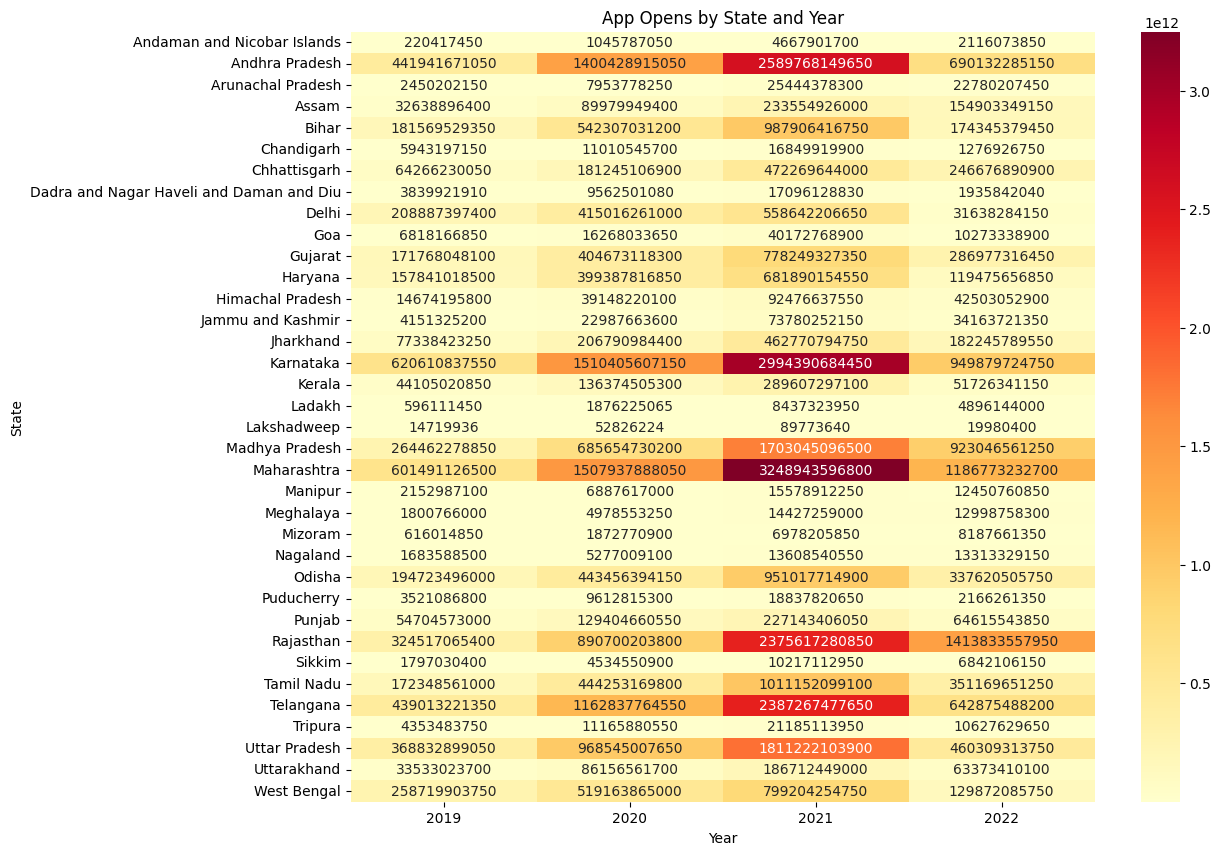 App Opens by State and Year
1e12
Andaman and Nicobar Islands 220417450 1045787050 4667901700 2116073850
Andhra Pradesh 441941671050 1400428915050 2589768149650 690132285150
Arunachal Pradesh 2450202150 7953778250 25444378300 22780207450
Assam 32638896400 89979949400 233554926000 154903349150
Bihar 181569529350 542307031200 987906416750 174345379450
Chandigarh 5943197150 11010545700 16849919900 1276926750
Chhattisgarh 64266230050 181245106900 472269644000 246676890900
Dadra and Nagar Haveli and Daman and Diu 3839921910 9562501080 17096128830 1935842040
Delhi 208887397400 415016261000 558642206650 31638284150
Goa 6818166850 16268033650 40172768900 10273338900
Gujarat 171768048100 404673118300 778249327350 286977316450
Haryana 157841018500 399387816850 681890154550 119475656850
Himachal Pradesh 14674195800 39148220100 92476637550 42503052900
Jammu and Kashmir 4151325200 22987663600 73780252150 34163721350
Jharkhand 77338423250 206790984400 462770794750 182245789550
Karnataka 620610837550 1510405607150 2994390684450 949879724750
Kerala 44105020850 136374505300 289607297100 51726341150
Ladakh 596111450 1876225065 8437323950 4896144000
Lakshadweep 14719936 52826224 89773640 19980400
Madhya Pradesh 264462278850 685654730200 1703045096500 923046561250
Maharashtra 601491126500 1507937888050 3248943596800 1186773232700
Manipur 2152987100 6887617000 15578912250 12450760850
Meghalaya 1800766000 4978553250 14427259000 12998758300
Mizoram 616014850 1872770900 6978205850 8187661350
Nagaland 1683588500 5277009100 13608540550 13313329150
Odisha 194723496000 443456394150 951017714900 337620505750
Puducherry 3521086800 9612815300 18837820650 2166261350
Punjab 54704573000 129404660550 227143406050 64615543850
Rajasthan 324517065400 890700203800 2375617280850 1413833557950
Sikkim 1797030400 4534550900 10217112950 6842106150
Tamil Nadu 172348561000 444253169800 1011152099100 351169651250
Telangana 439013221350 1162837764550 2387267477650 642875488200
Tripura 4353483750 11165880550 21185113950 10627629650
Uttar Pradesh 368832899050 968545007650 1811222103900 460309313750
Uttarakhand 33533023700 86156561700 186712449000 63373410100
West Bengal 258719903750 519163865000 799204254750 129872085750
2019 2020 2021 2022
Year
State
3.0
2.5
2.0
1.5
1.0
0.5